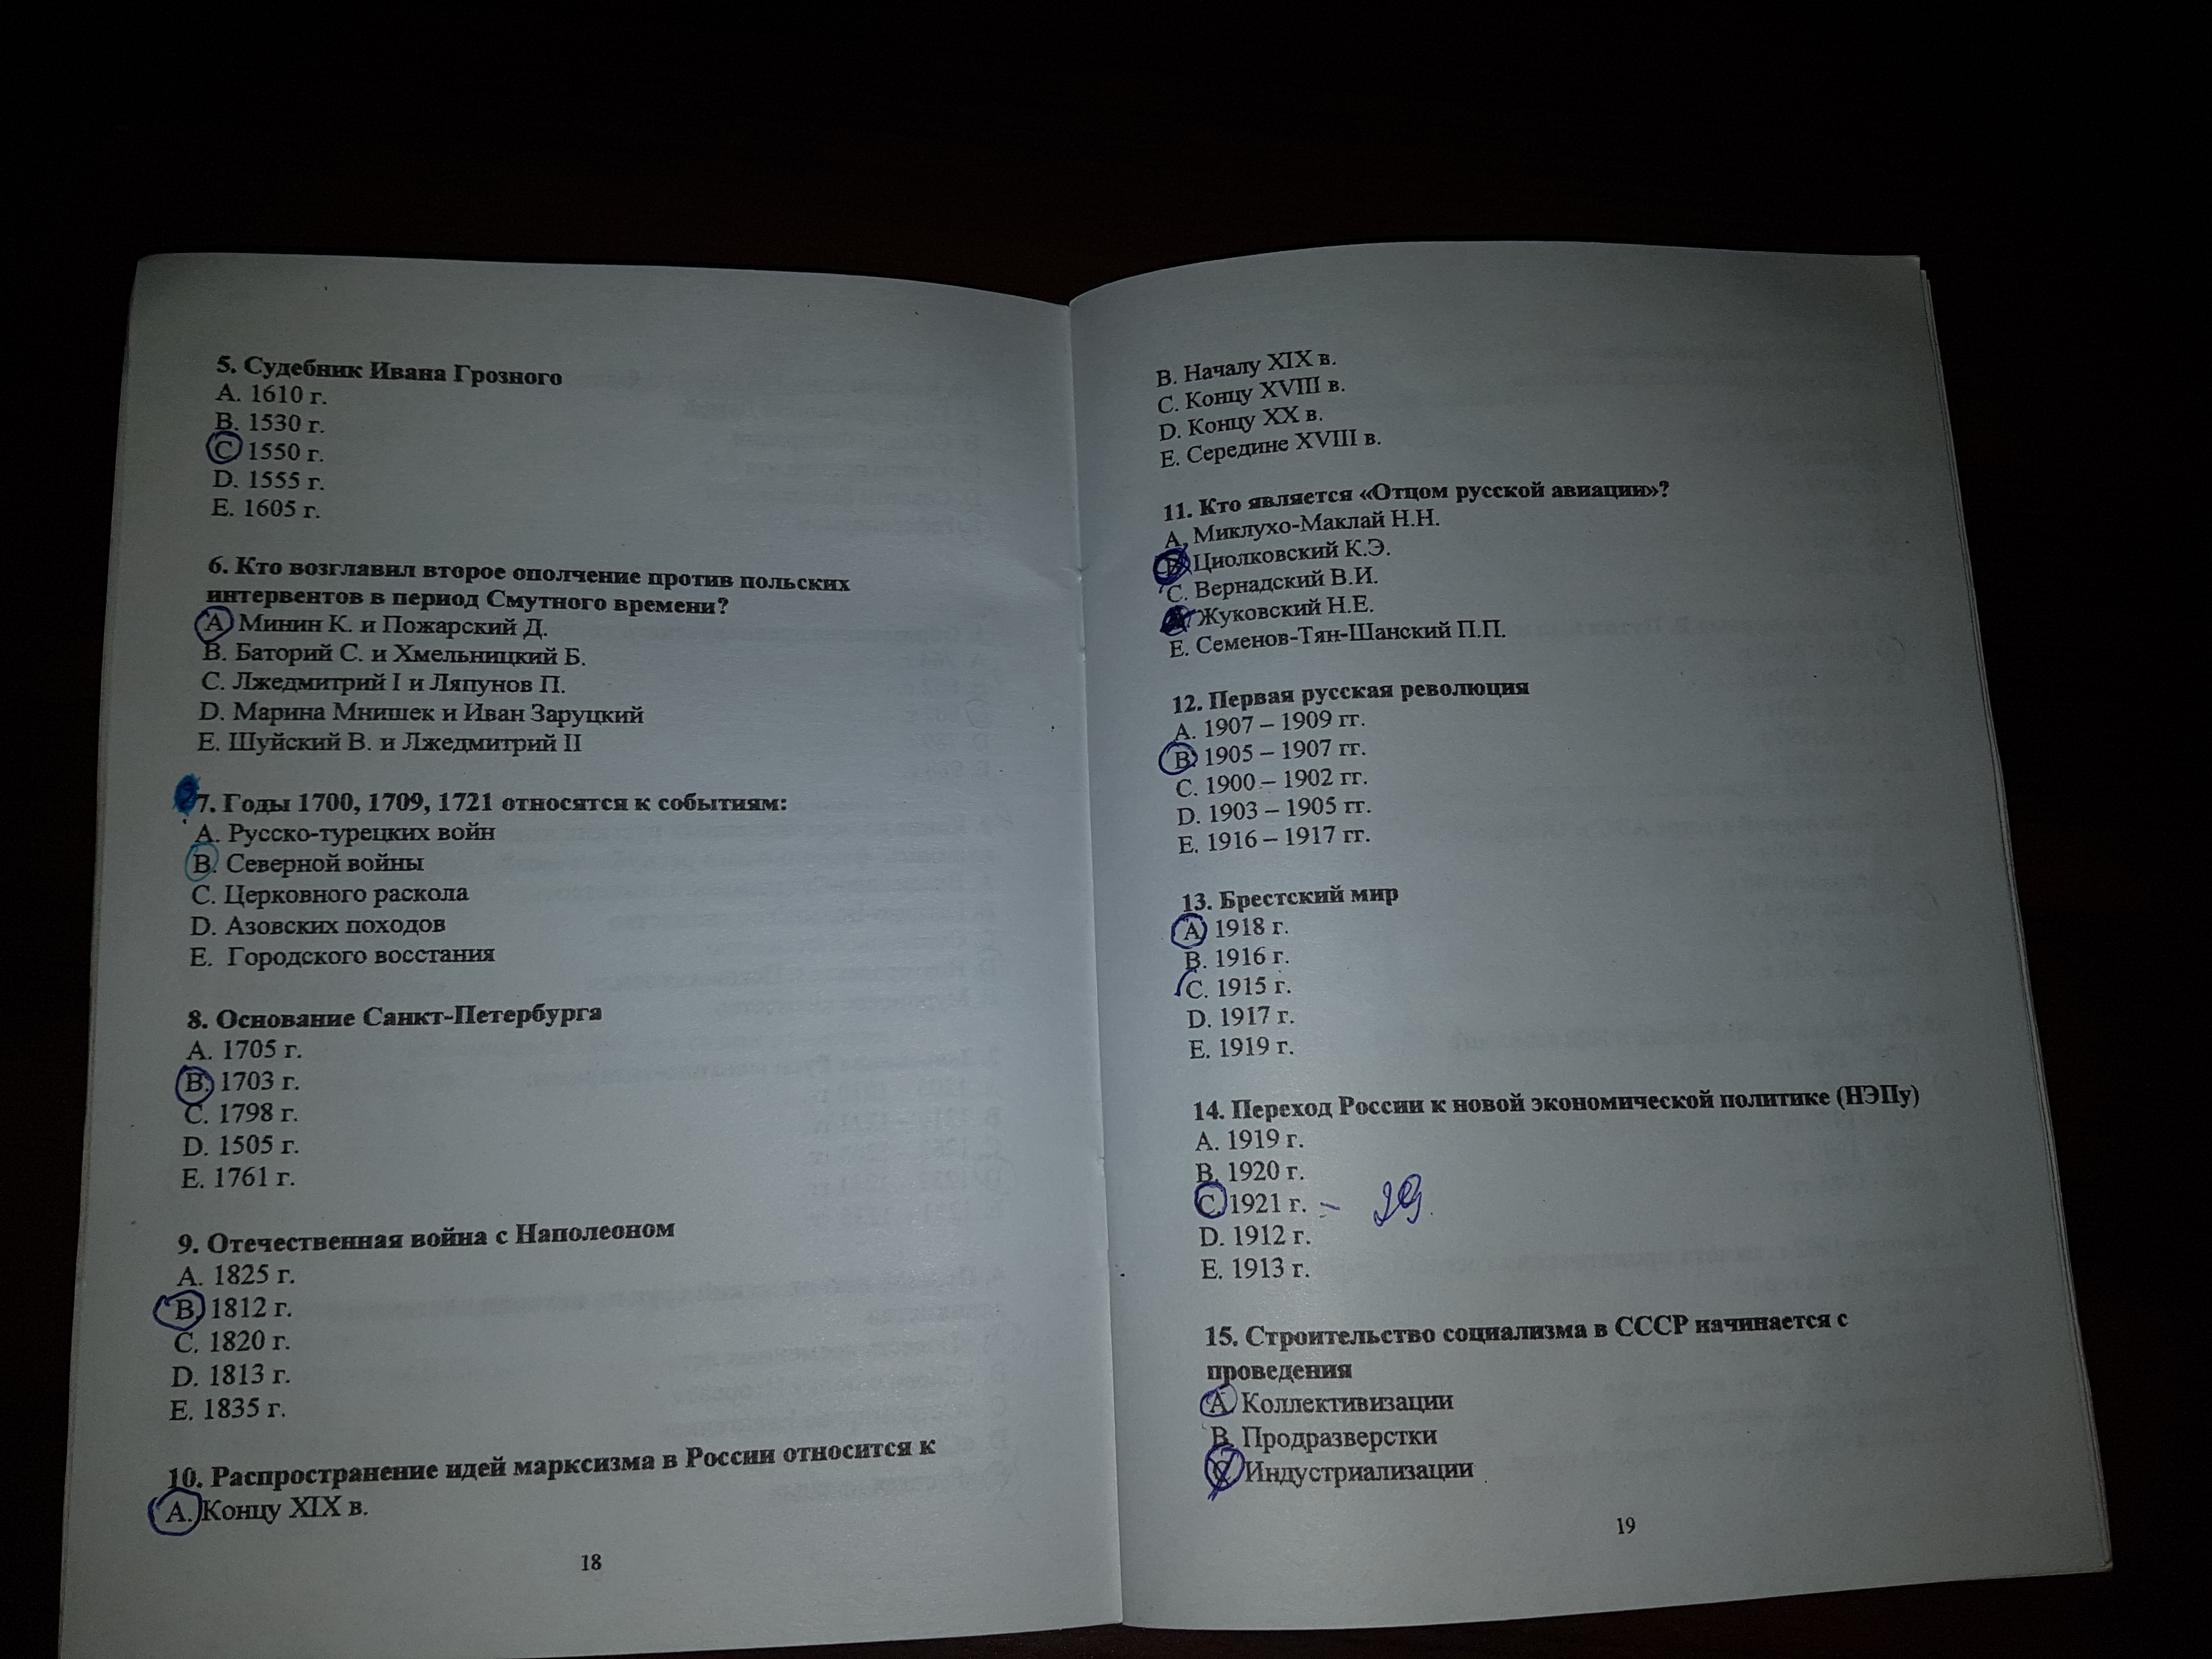 5. Судебник Ивана Грозного
A. 1610 г.
B. 1530 г.
C 1550 г.
D. 1555 г.
E. 1605 г.
6. Кто возглавил второе ополчение против польских
интервентов в период Смутного времени?
A Минин К. и Пожарский Д.
B. Баторий С. и Хмельницкий Б.
C. Лжедмитрий I и Ляпунов П.
D. Марина Мнишек и Иван Заруцкий
E. Шуйский В. и Лжедмитрий II
7. Годы 1700, 1709, 1721 относятся к событиям:
A. Русско-турецких войн
B. Северной войны
C. Церковного раскола
D. Азовских походов
E. Городского восстания
8. Основание Санкт-Петербурга
A. 1705 г.
B. 1703 г.
C. 1798 г.
D. 1505 г.
E. 1761 г.
9. Отечественная война с Наполеоном
A. 1825 г.
B. 1812 г.
C. 1820 г.
D. 1813 г.
E. 1835 г.
10. Распространение идей марксизма в России относится к
A. Концу XIX в.
18
B. Началу XIX в.
C. Концу XVIII в.
D. Концу XX в.
E. Середине XVIII в.
11. Кто является «Отцом русской авиации»?
A. Миклухо-Маклай Н.Н.
Циолковский К.Э.
C. Вернадский В.И.
Жуковский Н.Е.
E. Семенов-Тян-Шанский П.П.
12. Первая русская революция
A. 1907 – 1909 гг.
B. 1905 – 1907 гг.
C. 1900 – 1902 гг.
D. 1903 – 1905 гг.
E. 1916 – 1917 гг.
13. Брестский мир
A 1918 г.
B. 1916 г.
C. 1915 г.
D. 1917 г.
E. 1919 г.
14. Переход России к новой экономической политике (НЭПу)
A. 1919 г.
B. 1920 г.
C. 1921 г. – 29.
D. 1912 г.
E. 1913 г.
15. Строительство социализма в СССР начинается с
проведения
A. Коллективизации
B. Продразверстки
Индустриализации
19